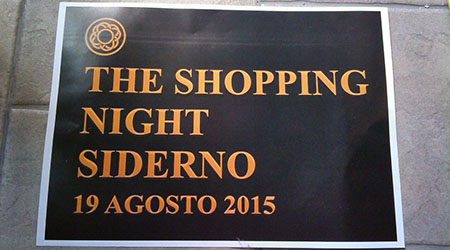 THE SHOPPING
NIGHT
SIDERNO
19 AGOSTO 2015